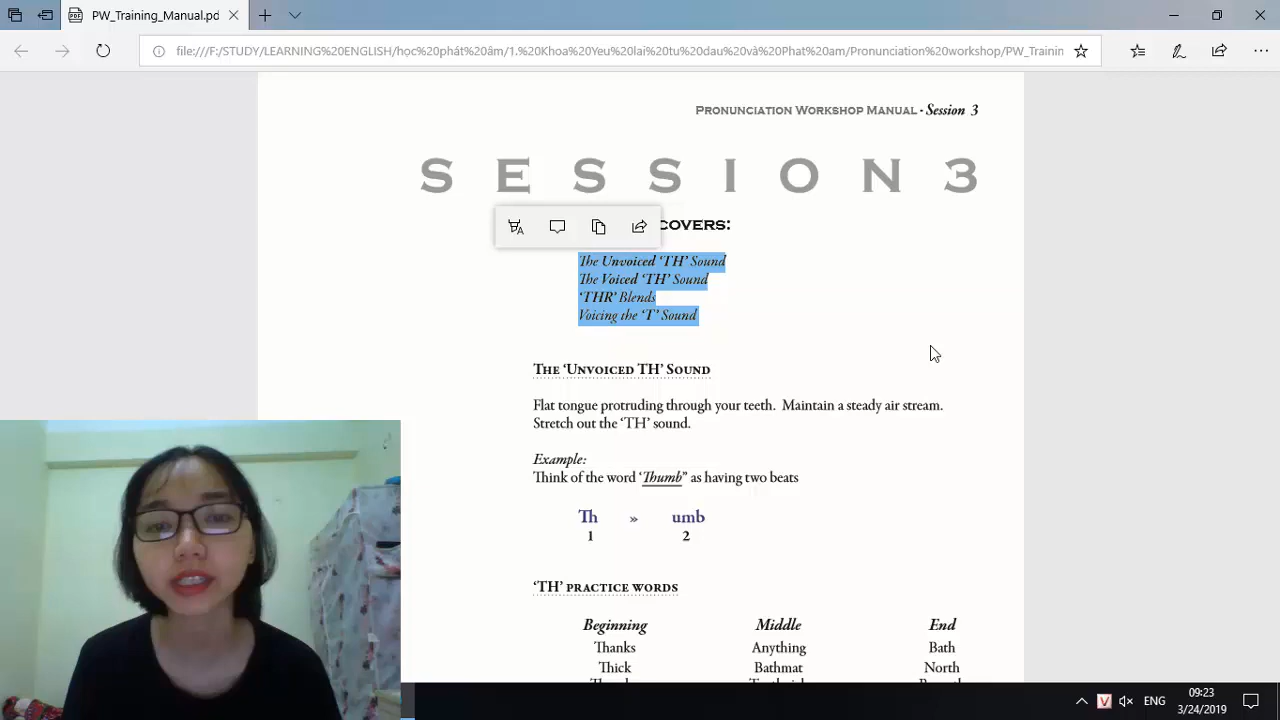 PW_Training_Manual.p
file:///F:/STUDY/LEARNING%20ENGLISH/học%20phát%20âm/1.%20Khoa%20Yeu%20lai%20tu%20dau%20và%20Phat%20am/Pronunciation%20workshop/PW_Trainin
Pronunciation Workshop Manual · Session 3
SESSION 3
covers:
The Unvoiced ‘TH’ Sound
The Voiced ‘TH’ Sound
‘THR’ Blends
Voicing the ‘T’ Sound
The ‘Unvoiced TH’ Sound
Flat tongue protruding through your teeth. Maintain a steady air stream.
Stretch out the ‘TH’ sound.
Example:
Think of the word ‘Thumb” as having two beats
Th » umb
1 2
‘TH’ practice words
Beginning Middle End
Thanks Anything Bath
Thick Bathmat North
ENG
09:23
3/24/2019